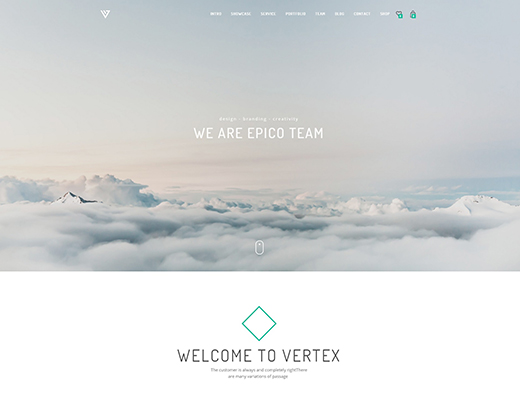 INTRO SHOWCASE SERVICE PORTFOLIO TEAM BLOG CONTACT SHOP
design - branding - creativity
WE ARE EPICO TEAM
WELCOME TO VERTEX
The customer is always and completely right!There
are many variations of passage